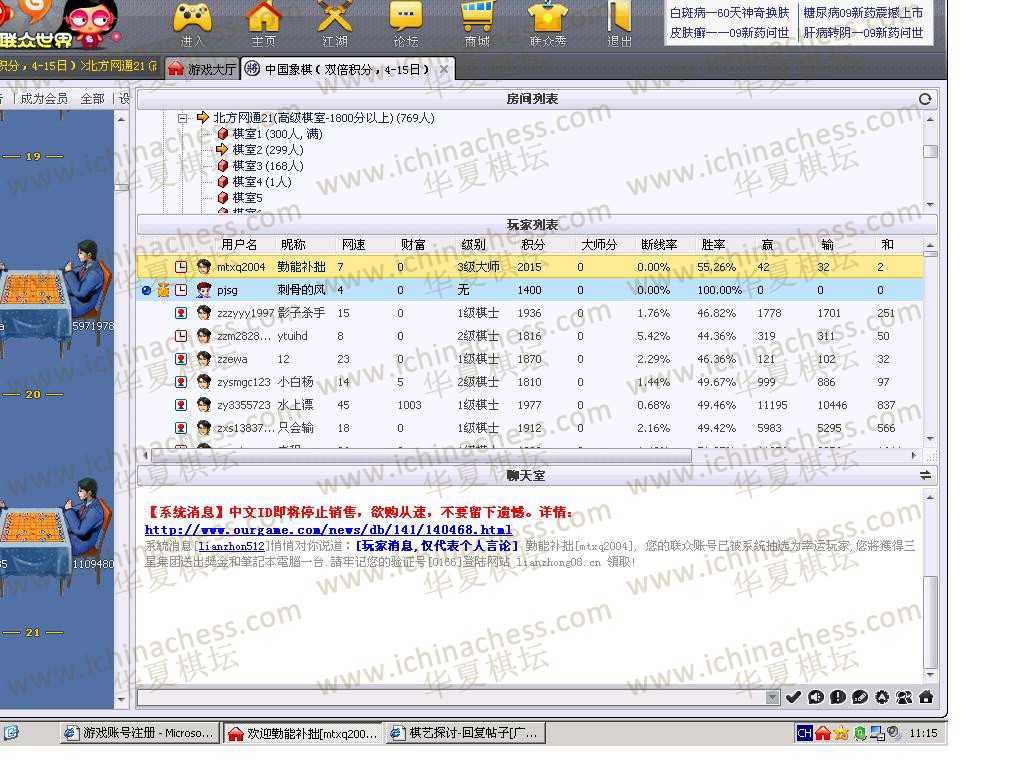 联众世界
进入 主页 江湖 论坛 商城 联众秀 退出
白斑病一60天神奇换肤 糖尿病09新药震撼上市
皮肤癣一一09新药问世 肝病转阴一09新药问世
积分，4-15日）>北方网通21（高 游戏大厅 中国象棋（双倍积分，4-15日）
成为会员 全部 设
房间列表
北方网通21(高级棋室-1800分以上) (769人)
棋室1 (300人, 满)
棋室2 (299人)
棋室3 (168人)
棋室4 (1人)
棋室5
19
20
21
5971978
1109480
玩家列表
用户名 昵称 网速 财富 级别 积分 大师分 断线率 胜率 赢 输 和
mtxq2004 勤能补拙 7 0 3级大师 2015 0 0.00% 55.26% 42 32 2
pjsg 刺骨的风 4 0 无 1400 0 0.00% 100.00% 0 0 0
zzzyyy1997 影子杀手 15 0 1级棋士 1936 0 1.76% 46.82% 1778 1701 251
zzm2828... ytuihd 8 0 2级棋士 1816 0 5.42% 44.36% 319 311 50
zzewa 12 23 0 1级棋士 1870 0 2.29% 46.36% 121 102 32
zysmgc123 小白杨 14 5 2级棋士 1810 0 1.44% 49.67% 999 886 97
zy3355723 水上漂 45 1003 1级棋士 1977 0 0.68% 49.46% 11195 10446 837
zxs13837... 只会输 18 0 1级棋士 1912 0 2.16% 49.42% 5983 5295 566
聊天室
【系统消息】中文ID即将停止销售，欲购从速，不要留下遗憾。详情：
http://www.ourgame.com/news/db/141/140468.html
系统消息[lianzhon512]悄悄对你说道：[玩家消息,仅代表个人言论] 勤能补拙[mtxq2004], 您的联众账号已被系统抽选为幸运玩家,您將獲得三
星集团送出獎金和筆記本電腦一台.請牢记您的验证号[0166]登陆网站 lianzhong08.cn 領取!
游戏账号注册 - Microso... 欢迎勤能补拙[mtxq200... 棋艺探讨-回复帖子[广... CH 11:15
www.ichinachess.com
华夏棋坛